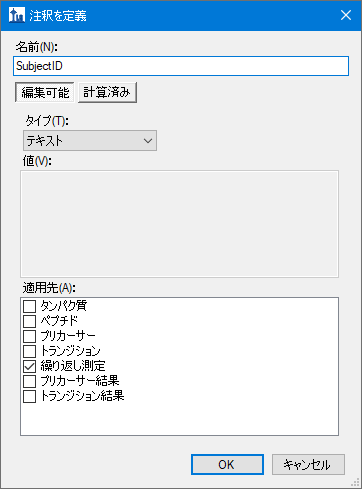 注釈を定義
名前(N):
SubjectID
編集可能 計算済み
タイプ(T):
テキスト
値(V):
適用先(A):
タンパク質
ペプチド
プリカーサー
トランジション
繰り返し測定
プリカーサー結果
トランジション結果
OK キャンセル